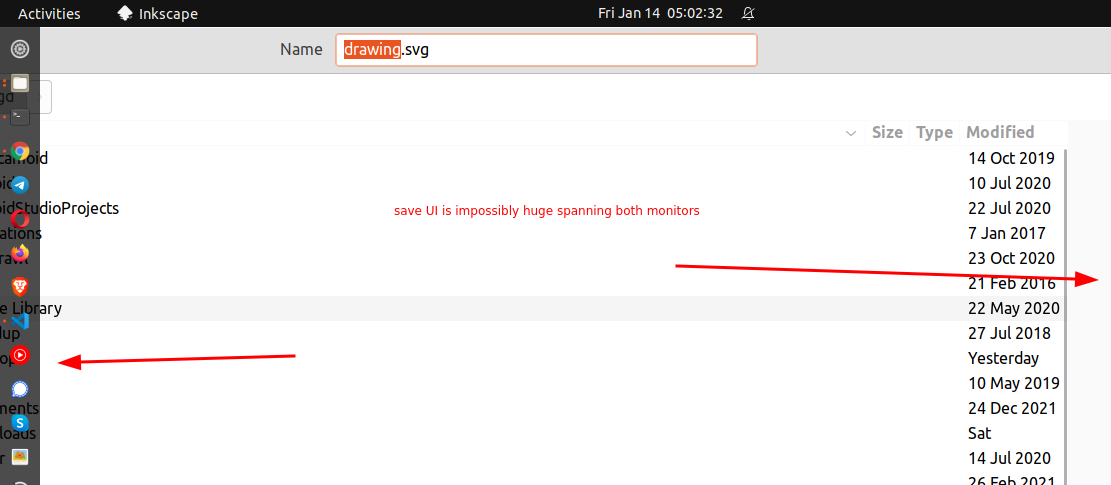 Activities Inkscape Fri Jan 14 05:02:32
Name drawing.svg
gd
Size Type Modified
camoid 14 Oct 2019
oid 10 Jul 2020
oidStudioProjects 22 Jul 2020
save UI is impossibly huge spanning both monitors
ations 7 Jan 2017
rawl 23 Oct 2020
21 Feb 2016
e Library 22 May 2020
dup 27 Jul 2018
op Yesterday
10 May 2019
ments 24 Dec 2021
loads Sat
r 14 Jul 2020
26 Feb 2021